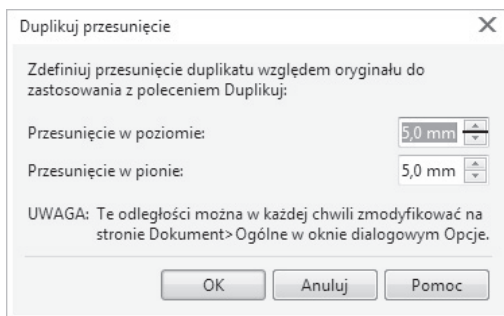 Duplikuj przesunięcie
Zdefiniuj przesunięcie duplikatu względem oryginału do
zastosowania z poleceniem Duplikuj:
Przesunięcie w poziomie: 5,0 mm
Przesunięcie w pionie: 5,0 mm
UWAGA: Te odległości można w każdej chwili zmodyfikować na
stronie Dokument>Ogólne w oknie dialogowym Opcje.
OK Anuluj Pomoc